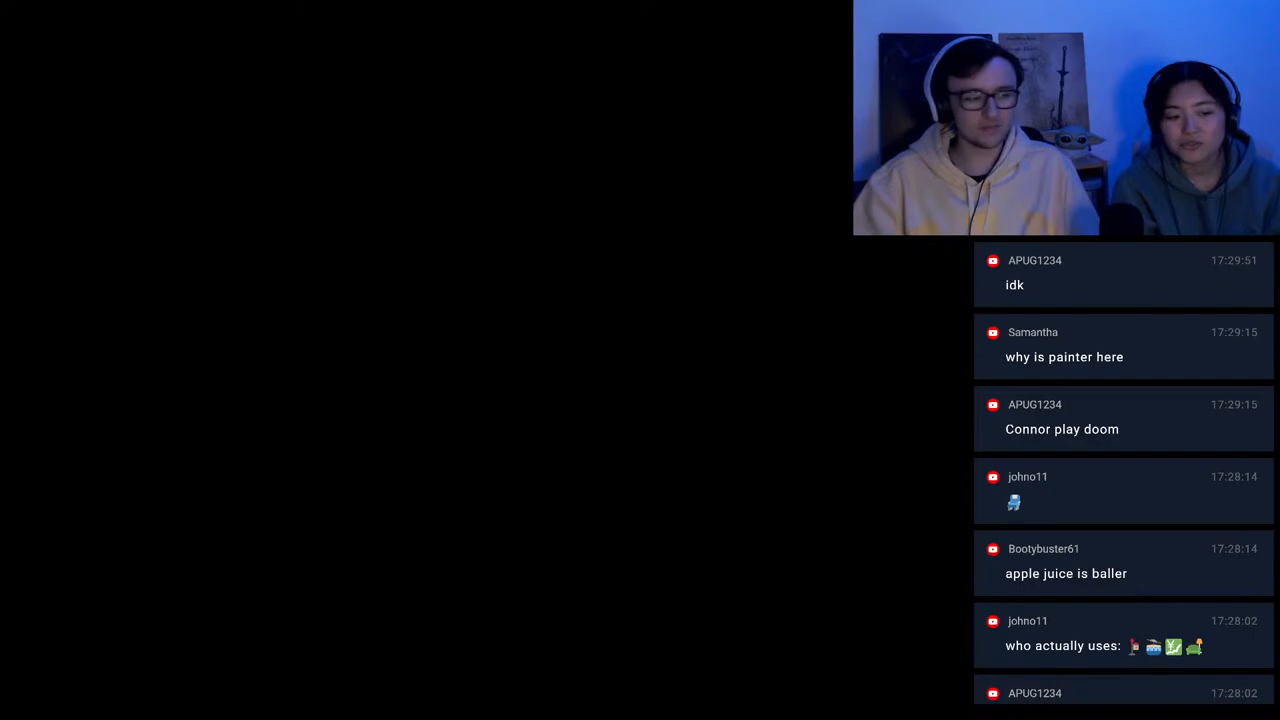 APUG1234 17:29:51
idk
Samantha 17:29:15
why is painter here
APUG1234 17:29:15
Connor play doom
johno11 17:28:14
Bootybuster61 17:28:14
apple juice is baller
johno11 17:28:02
who actually uses:
APUG1234 17:28:02